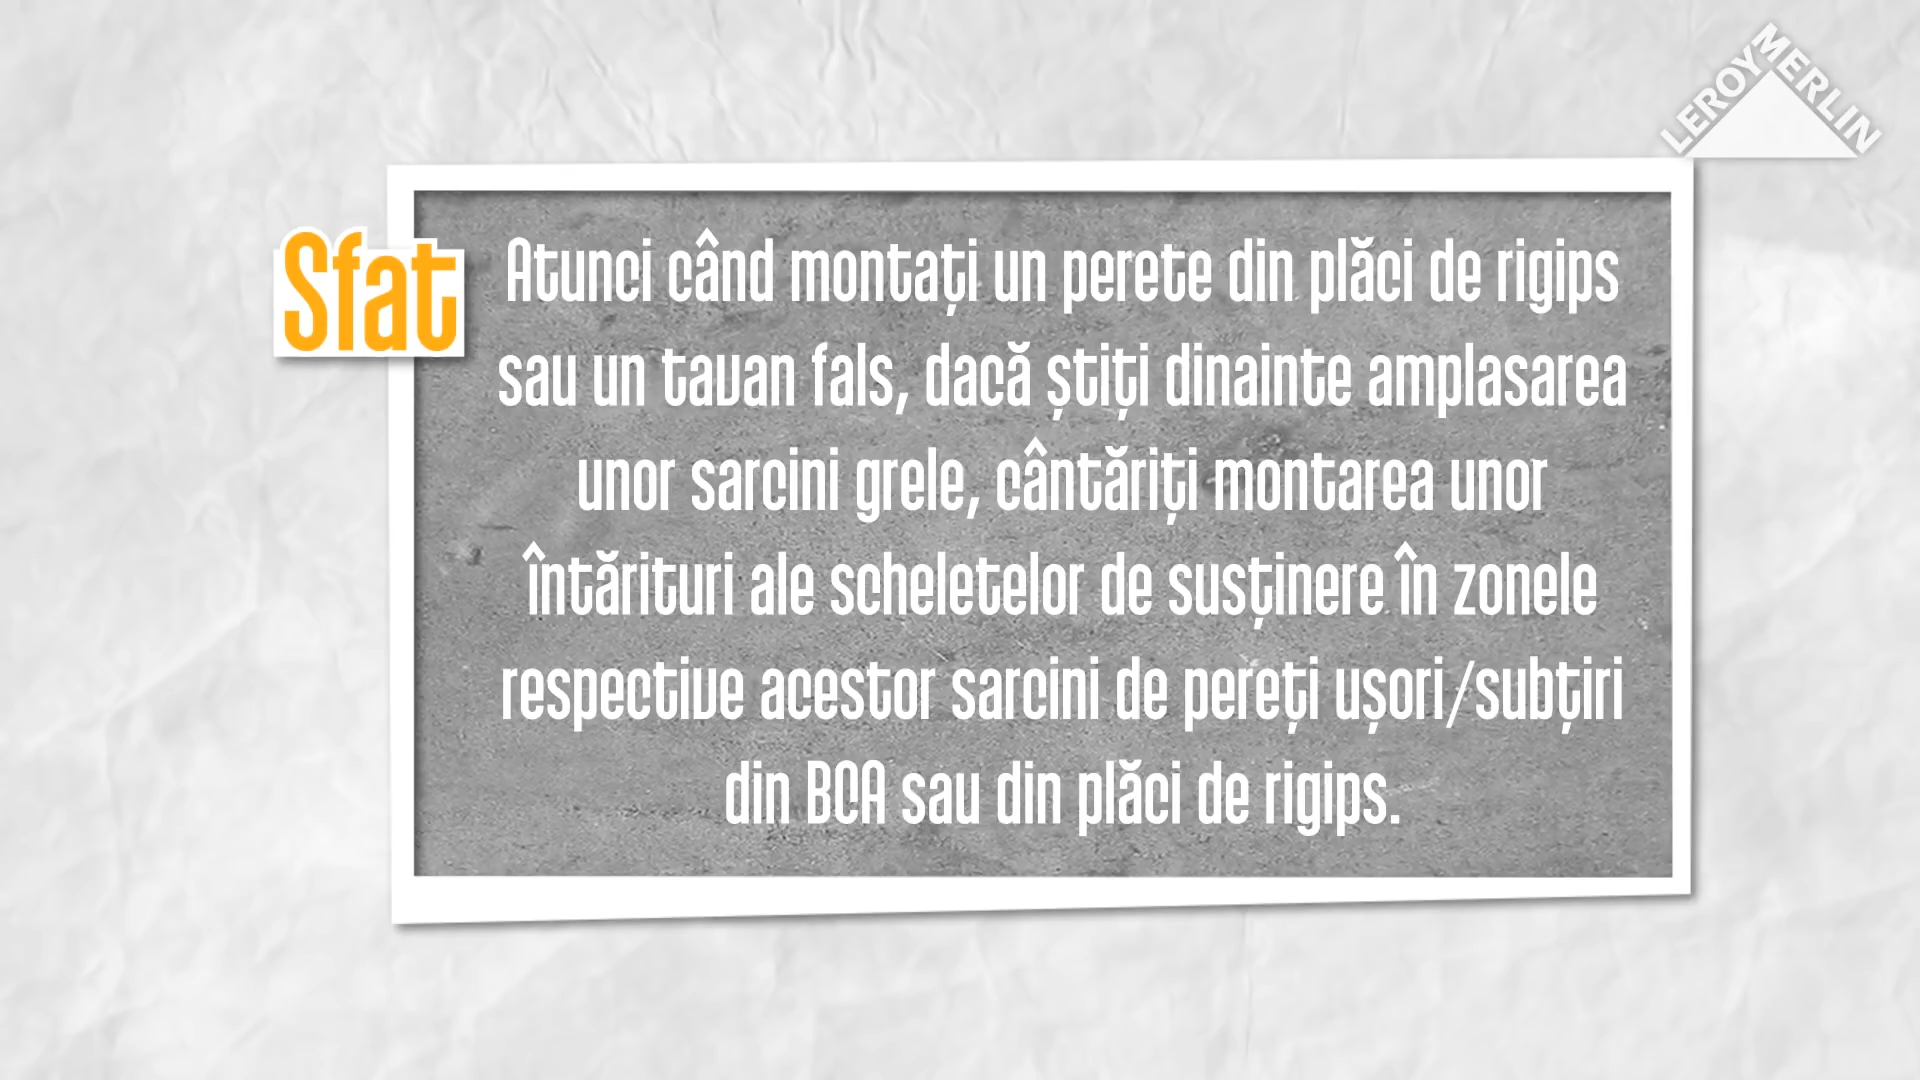 LEROY MERLIN
Sfat
Atunci când montați un perete din plăci de rigips
sau un tavan fals, dacă știți dinainte amplasarea
unor sarcini grele, cântăriți montarea unor
întărituri ale scheletelor de susținere în zonele
respective acestor sarcini de pereți ușori/subțiri
din BCA sau din plăci de rigips.